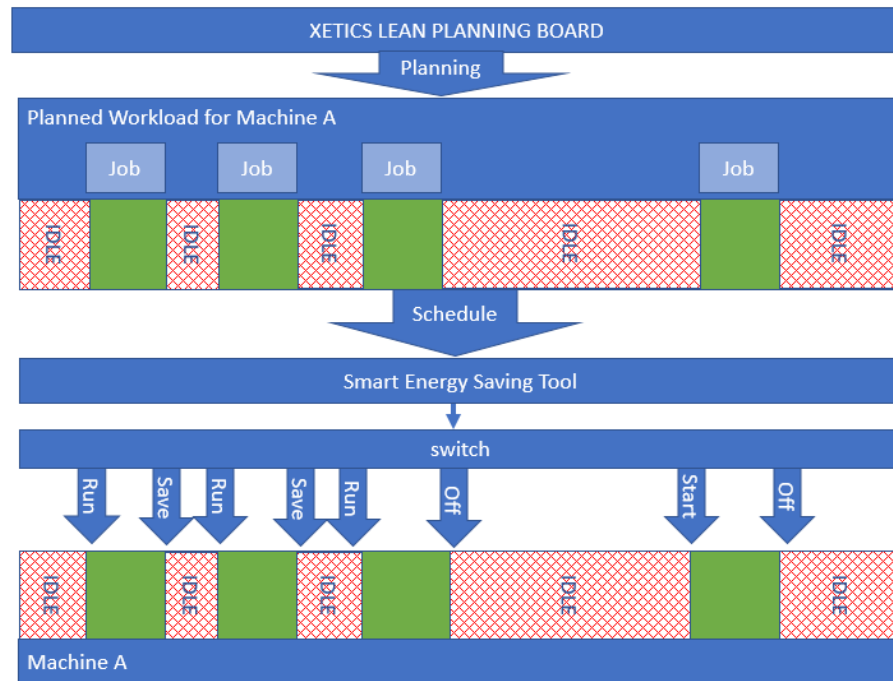 XETICS LEAN PLANNING BOARD
Planning
Planned Workload for Machine A
Job Job Job Job
IDLE IDLE IDLE IDLE IDLE
Schedule
Smart Energy Saving Tool
switch
Run Save Run Save Run Off Start Off
IDLE IDLE IDLE IDLE IDLE
Machine A